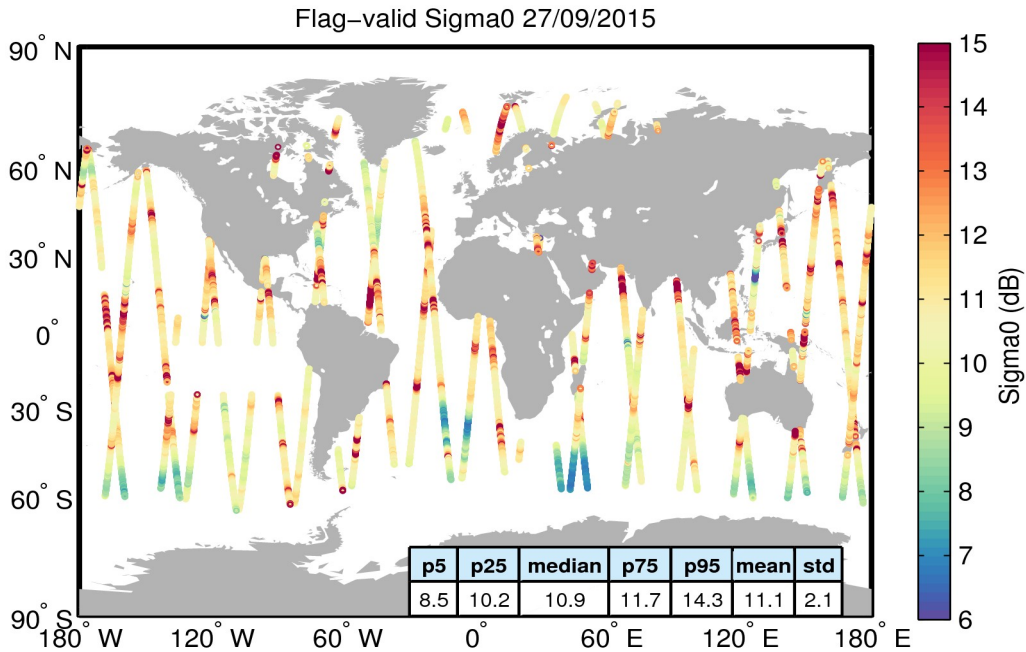 Flag−valid Sigma0 27/09/2015
90° N
60° N
30° N
0°
30° S
60° S
90° S
180° W 120° W 60° W 0° 60° E 120° E 180° E
p5 p25 median p75 p95 mean std
8.5 10.2 10.9 11.7 14.3 11.1 2.1
15
14
13
12
11
10
9
8
7
6
Sigma0 (dB)